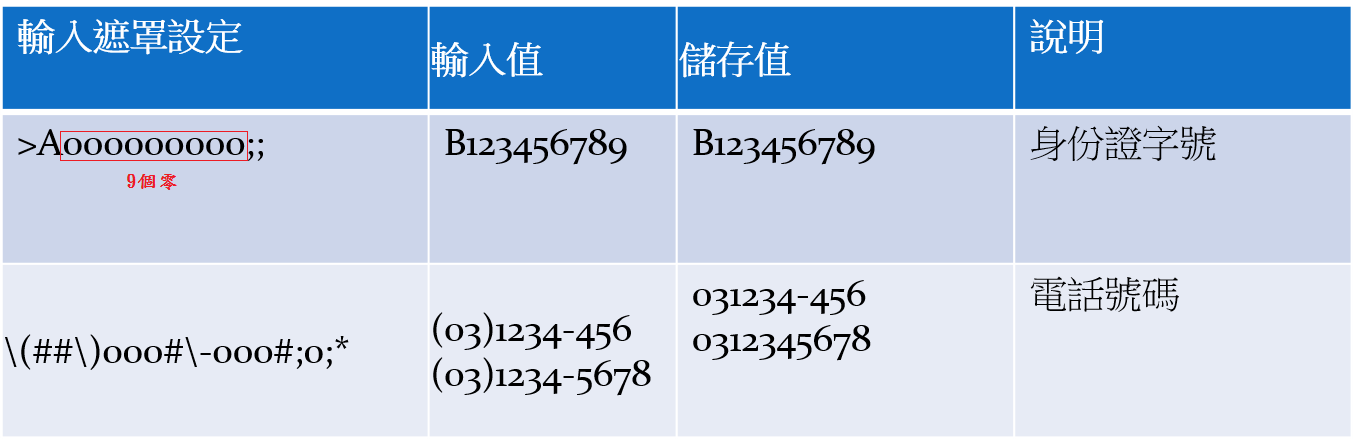 輸入遮罩設定
輸入值
儲存值
說明
>A000000000;;
9個零
B123456789
B123456789
身份證字號
\(##\)000#\-000#;0;*
(03)1234-456
(03)1234-5678
031234-456
0312345678
電話號碼